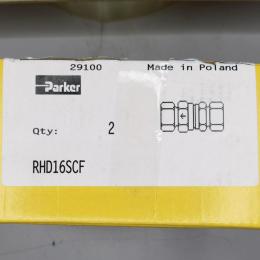 29100 Made in Poland
Parker
Qty: 2
RHD16SCF